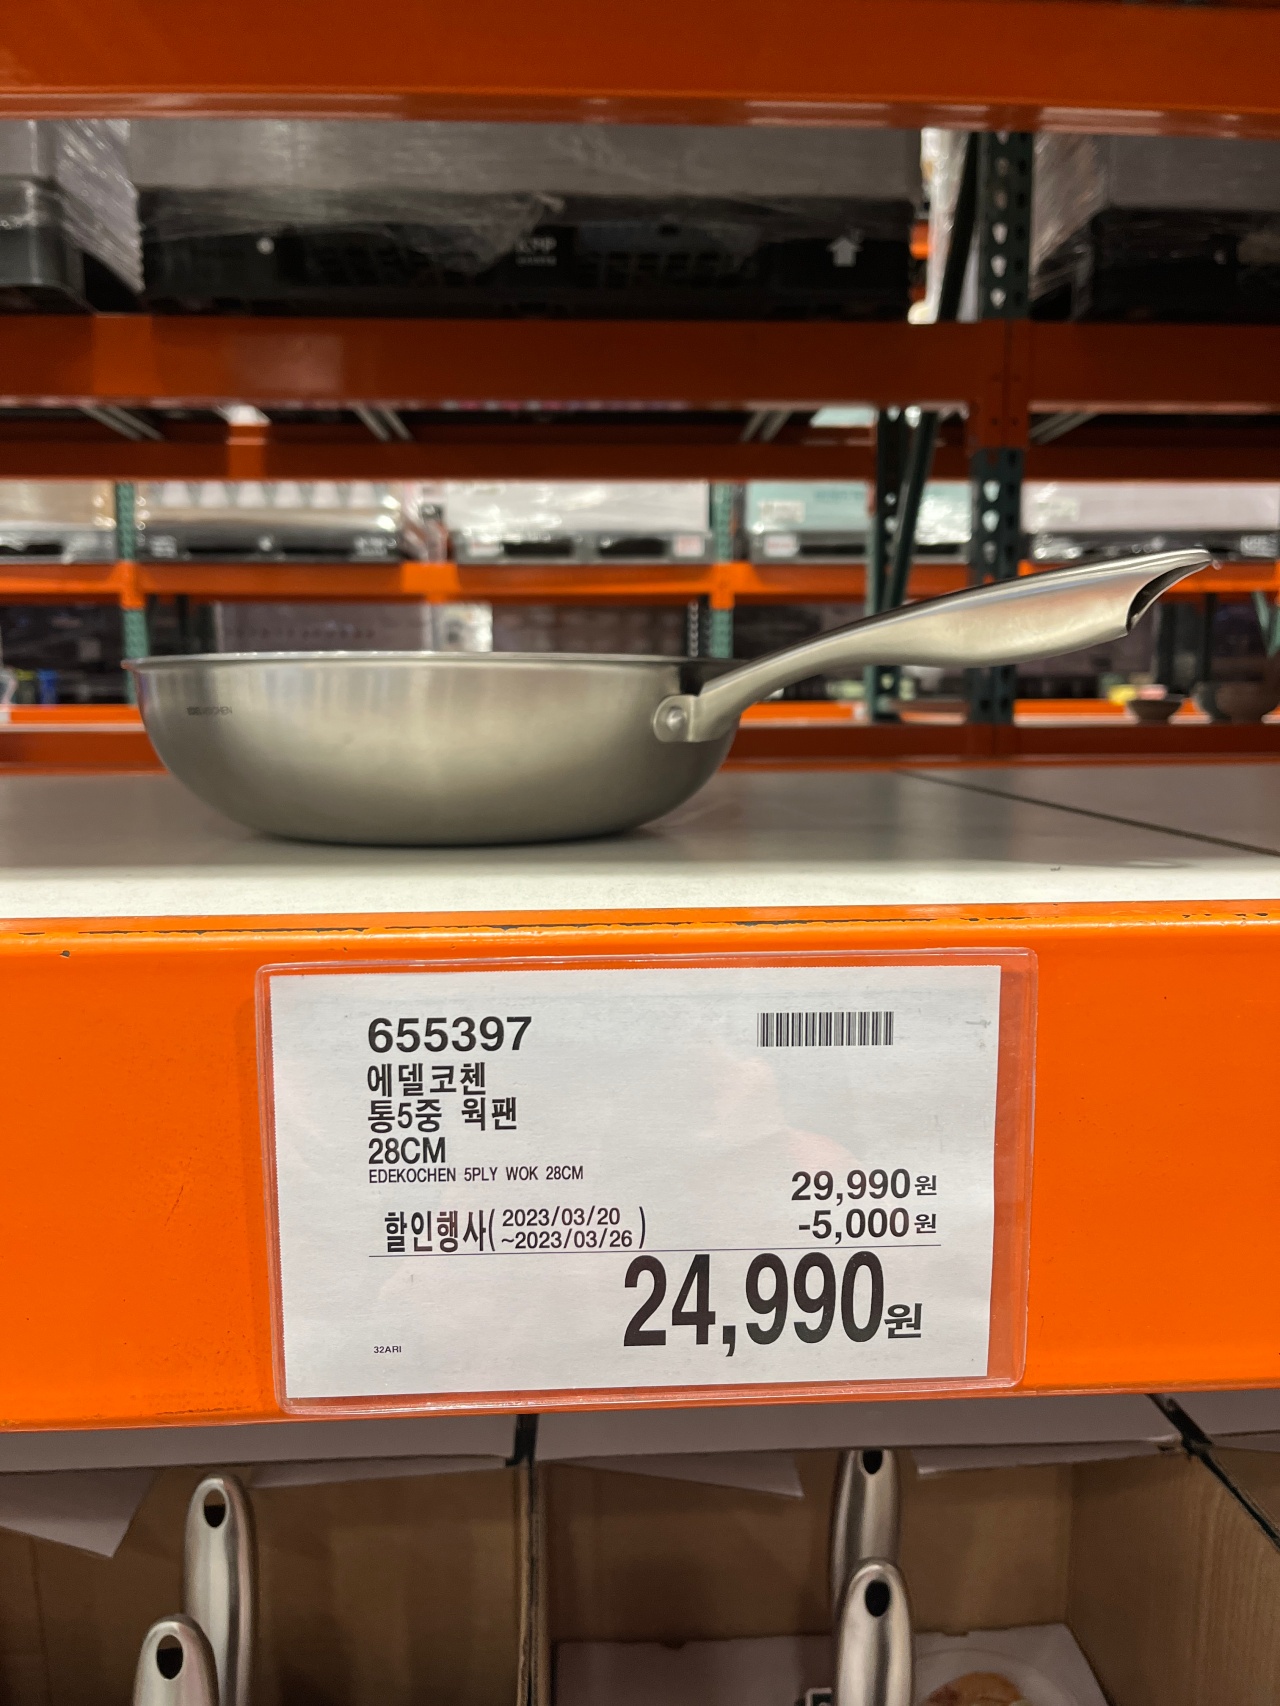 655397
에델코첸
통5중 웍팬
28CM
EDEKOCHEN 5PLY WOK 28CM
29,990원
할인행사( 2023/03/20
~2023/03/26 )
-5,000원
24,990원
32ARI